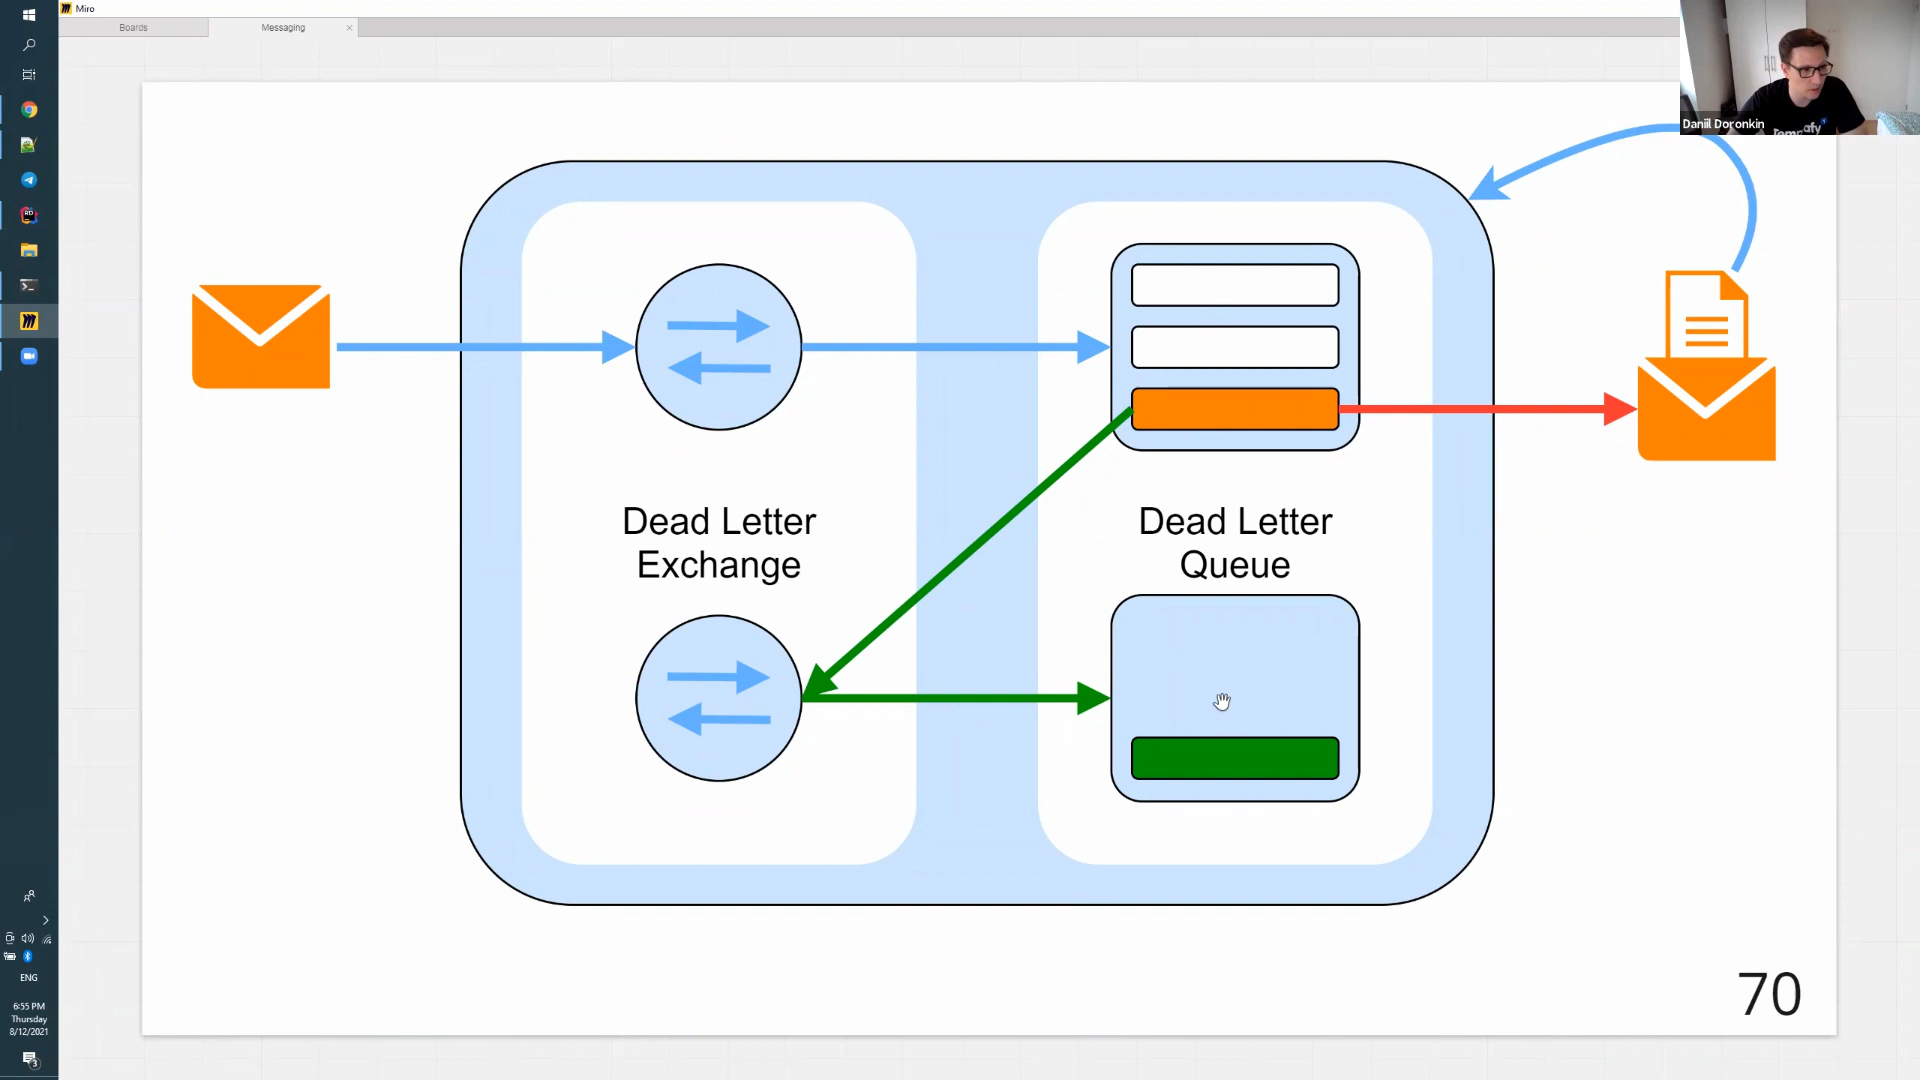 Miro
Boards
Messaging
Daniil Doronkin
Dead Letter
Exchange
Dead Letter
Queue
70
ENG
6:55 PM
Thursday
8/12/2021
3